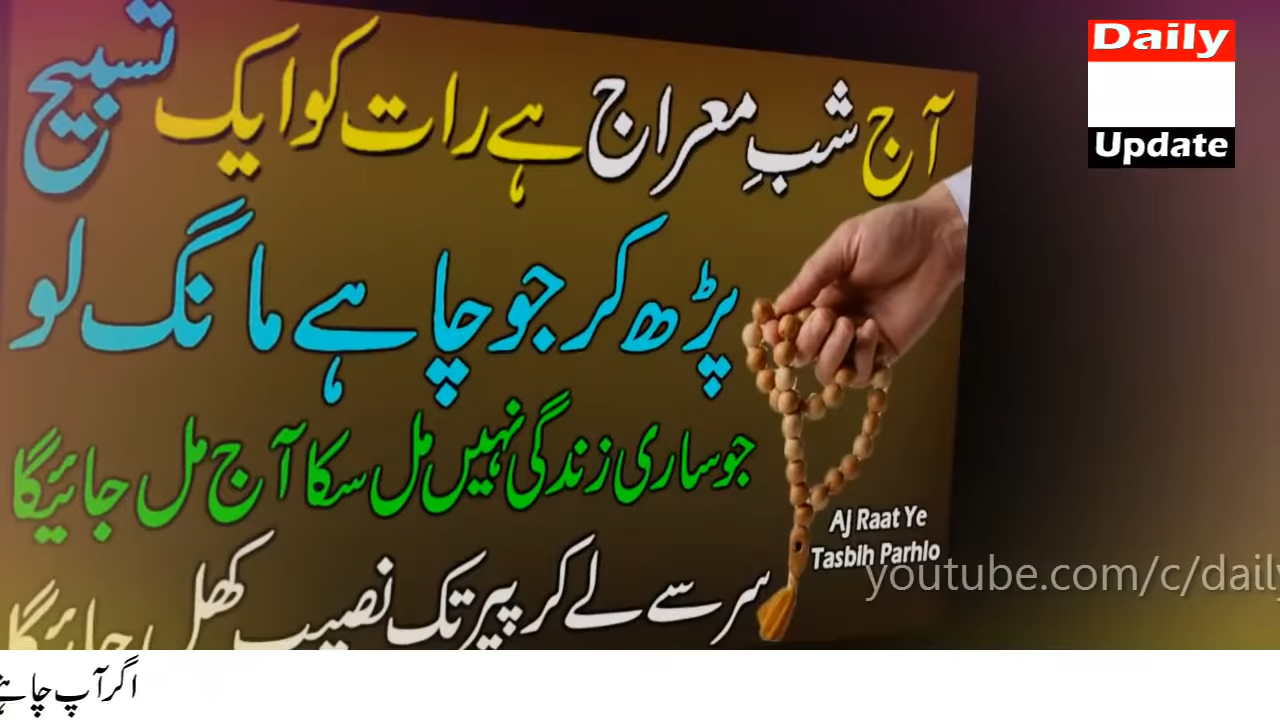 Daily
Update
آج شبِ معراج ہے رات کو ایک تسبیح
پڑھ کر جو چاہے مانگ لو
جو ساری زندگی نہیں مل سکا آج مل جائیگا
سر سے لے کر پیر تک نصیب کھل جائیگا
Aj Raat Ye
Tasbih Parhlo
youtube.com/c/daily
اگر آپ چاہتے